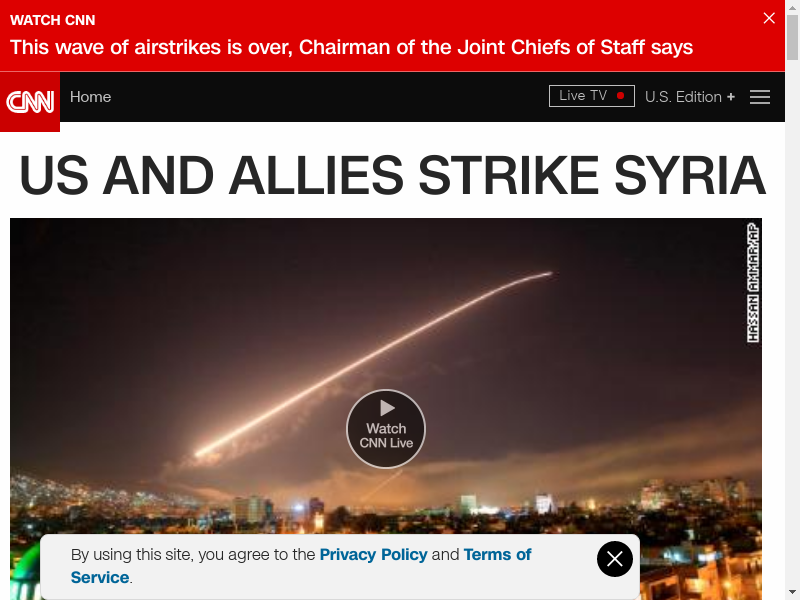 WATCH CNN
This wave of airstrikes is over, Chairman of the Joint Chiefs of Staff says
CNN
Home
Live TV
U.S. Edition +
US AND ALLIES STRIKE SYRIA
HASSAN AMMAR/AP
Watch
CNN Live
By using this site, you agree to the Privacy Policy and Terms of
Service.